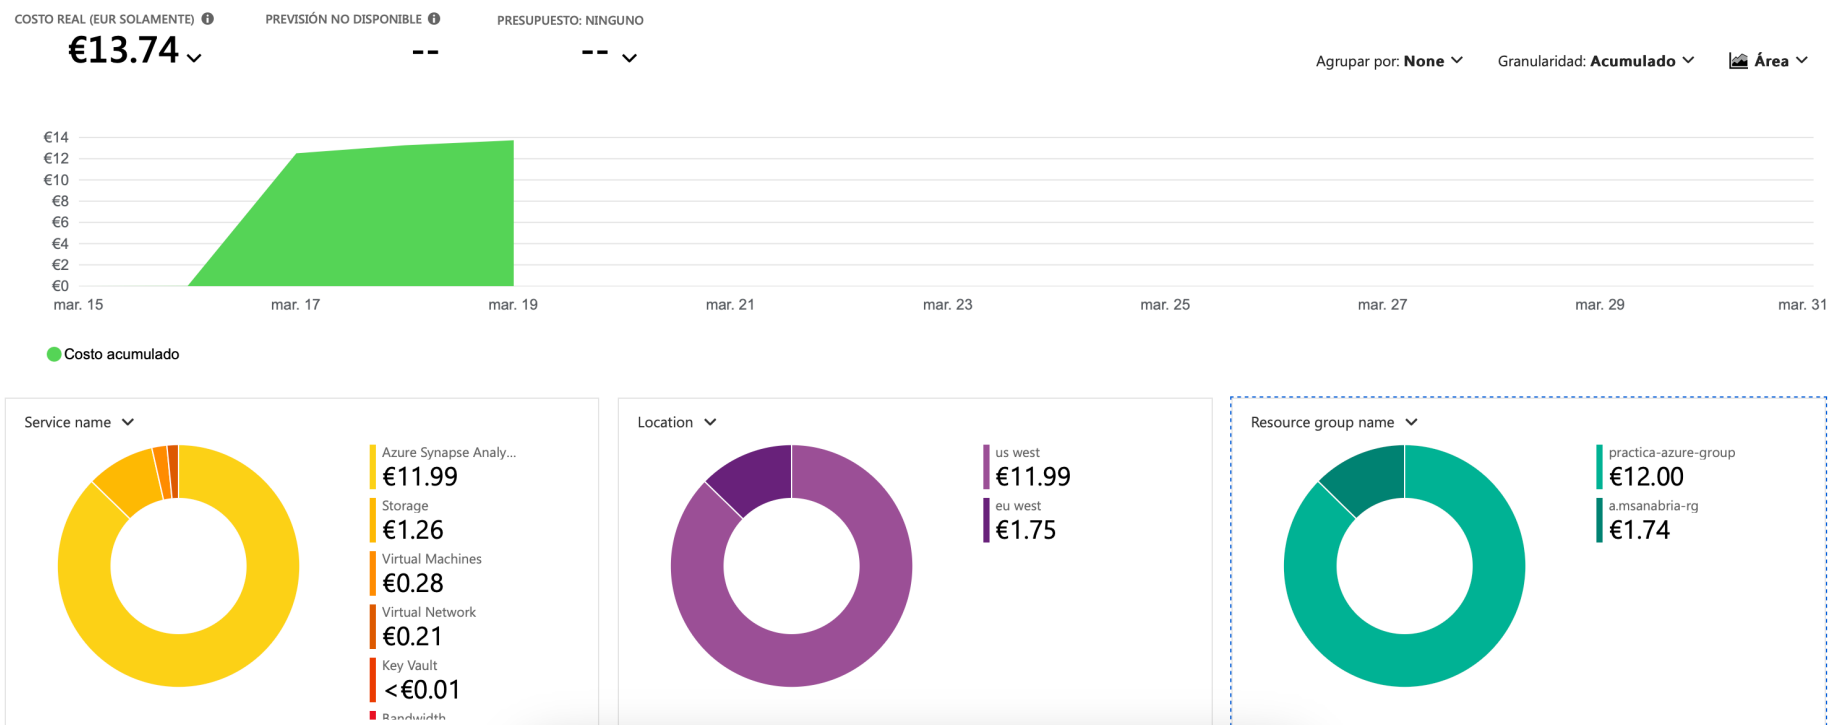 COSTO REAL (EUR SOLAMENTE)
€13.74
PREVISIÓN NO DISPONIBLE
--
PRESUPUESTO: NINGUNO
--
Agrupar por: None
Granularidad: Acumulado
Área
€14
€12
€10
€8
€6
€4
€2
€0
mar. 15
mar. 17
mar. 19
mar. 21
mar. 23
mar. 25
mar. 27
mar. 29
mar. 31
Costo acumulado
Service name
Azure Synapse Analy...
€11.99
Storage
€1.26
Virtual Machines
€0.28
Virtual Network
€0.21
Key Vault
<€0.01
Bandwidth
Location
us west
€11.99
eu west
€1.75
Resource group name
practica-azure-group
€12.00
a.msanabria-rg
€1.74